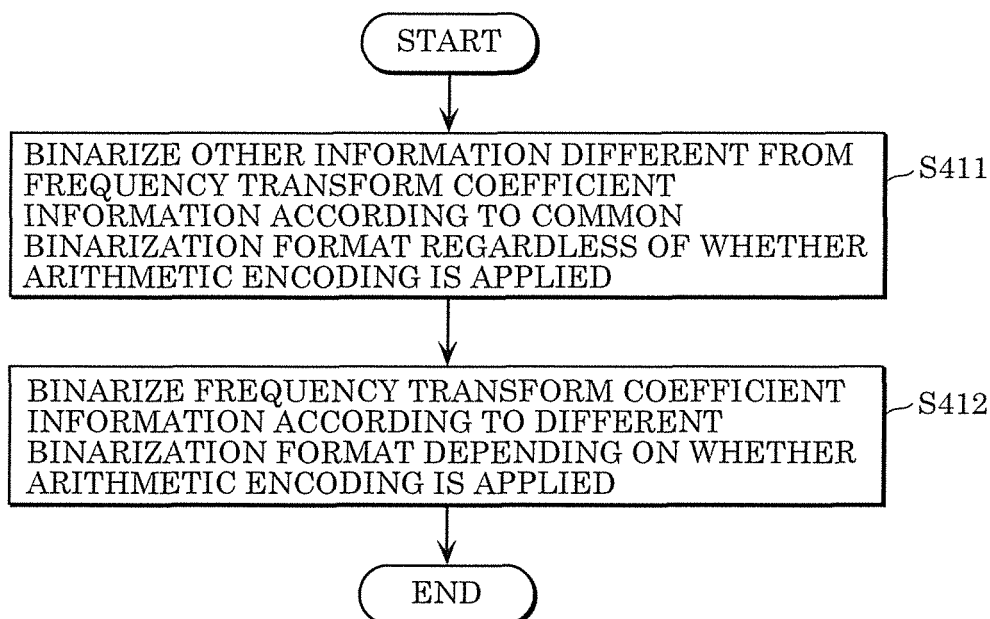 START
BINARIZE OTHER INFORMATION DIFFERENT FROM
FREQUENCY TRANSFORM COEFFICIENT
INFORMATION ACCORDING TO COMMON
BINARIZATION FORMAT REGARDLESS OF WHETHER
ARITHMETIC ENCODING IS APPLIED
S411
BINARIZE FREQUENCY TRANSFORM COEFFICIENT
INFORMATION ACCORDING TO DIFFERENT
BINARIZATION FORMAT DEPENDING ON WHETHER
ARITHMETIC ENCODING IS APPLIED
S412
END